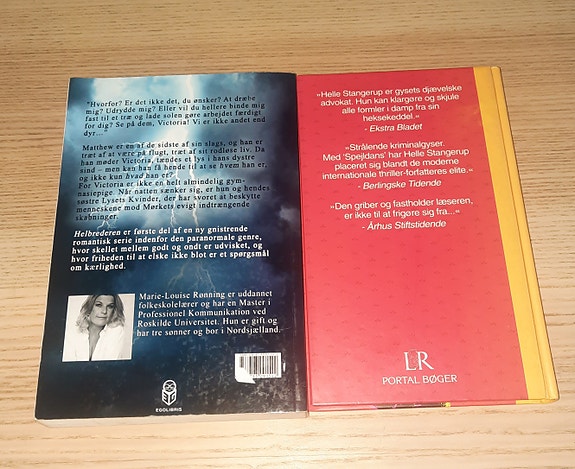 "Hvorfor? Er det ikke det, du ønsker? At dræbe
mig? Udrydde mig? Eller vil du hellere binde mig
fast til et træ og lade solen gøre arbejdet færdigt
for dig? Se på dem, Victoria! Vi er ikke andet end
dyr..."
Matthew er en af de sidste af sin slags, og han er
træt af at være på flugt, træt af sit rodløse liv. Da
han møder Victoria, tændes et lys i hans dystre
sind – men kan han få hende til at se hvem han er,
og ikke kun hvad han er?
For Victoria er ikke en helt almindelig gym-
nasiepige. Når natten sænker sig, er hun og hendes
søstre Lysets Kvinder, der har svoret at beskytte
menneskene mod Mørkets evigt indtrængende
skabninger.
Helbrederen er første del af en ny gnistrende
romantisk serie indenfor den paranormale genre,
hvor skellet mellem godt og ondt er udvisket, og
hvor friheden til at elske ikke blot er et spørgsmål
om kærlighed.
Marie-Louise Rønning er uddannet
folkeskolelærer og har en Master i
Professionel Kommunikation ved
Roskilde Universitet. Hun er gift og
har tre sønner og bor i Nordsjælland.
EGOLIBRIS
»Helle Stangerup er gysets djævelske
advokat. Hun kan klargøre og skjule
alle formler i damp fra sin
heksekeddel.«
- Ekstra Bladet
»Strålende kriminalgyser.
Med 'Spejldans' har Helle Stangerup
placeret sig blandt de moderne
internationale thriller-forfatteres elite.«
- Berlingske Tidende
»Den griber og fastholder læseren,
er ikke til at frigøre sig fra...«
- Århus Stiftstidende
L&R
PORTAL BØGER